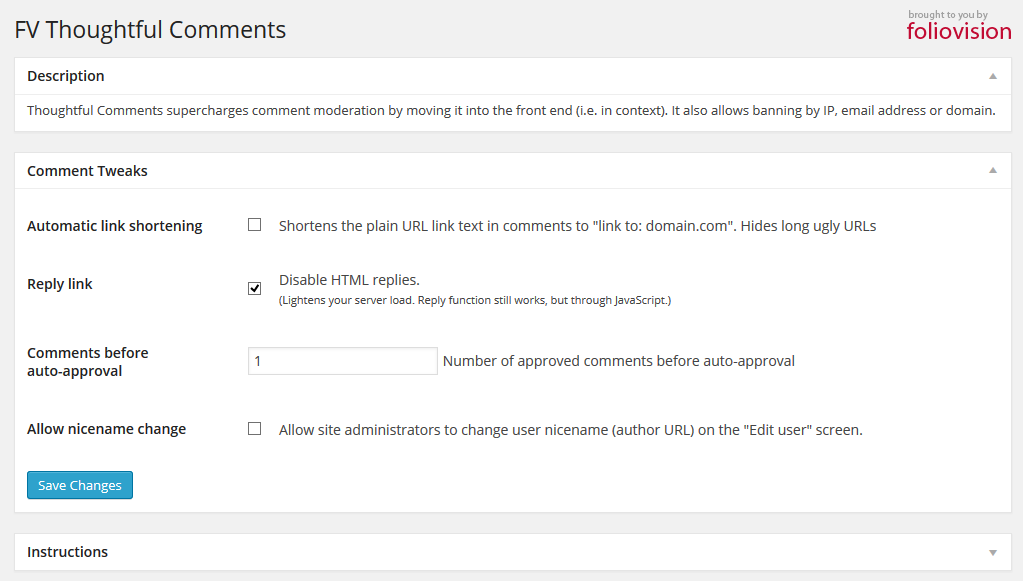 FV Thoughtful Comments
brought to you by
foliovision
Description
Thoughtful Comments supercharges comment moderation by moving it into the front end (i.e. in context). It also allows banning by IP, email address or domain.
Comment Tweaks
Automatic link shortening
Shortens the plain URL link text in comments to "link to: domain.com". Hides long ugly URLs
Reply link
Disable HTML replies.
(Lightens your server load. Reply function still works, but through JavaScript.)
Comments before
auto-approval
1
Number of approved comments before auto-approval
Allow nicename change
Allow site administrators to change user nicename (author URL) on the "Edit user" screen.
Save Changes
Instructions